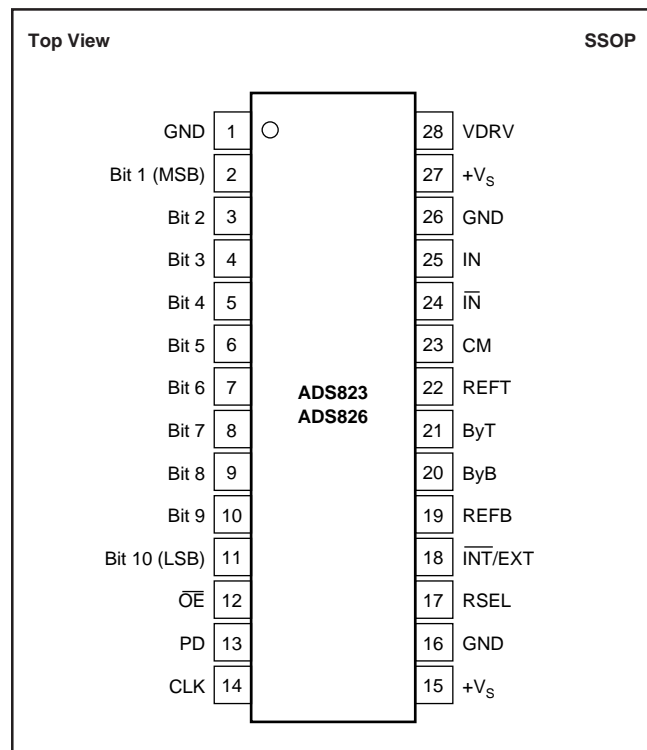 Top View SSOP
GND 1 28 VDRV
Bit 1 (MSB) 2 27 +VS
Bit 2 3 26 GND
Bit 3 4 25 IN
Bit 4 5 24 I̅N̅
Bit 5 6 23 CM
Bit 6 7 ADS823 22 REFT
ADS826
Bit 7 8 21 ByT
Bit 8 9 20 ByB
Bit 9 10 19 REFB
Bit 10 (LSB) 11 18 I̅N̅T̅/EXT
O̅E̅ 12 17 RSEL
PD 13 16 GND
CLK 14 15 +VS